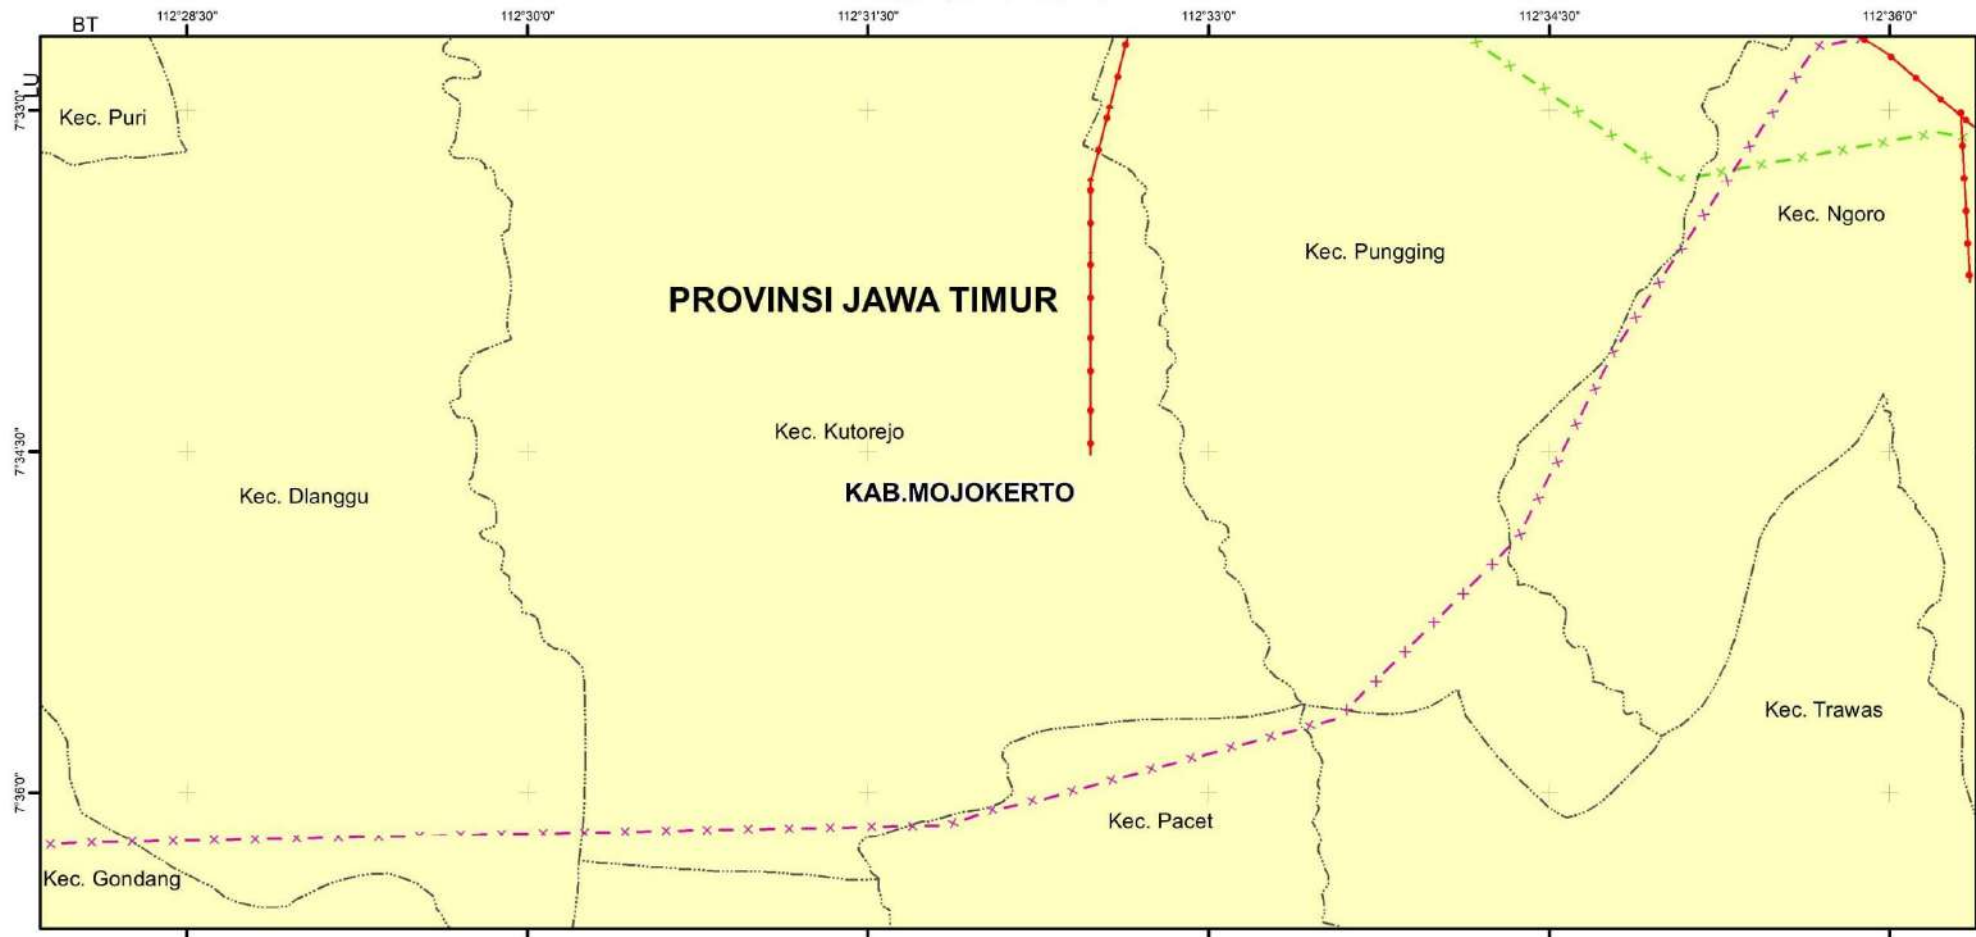 112°28'30" 112°30'0" 112°31'30" 112°33'0" 112°34'30" 112°36'0"
BT
LU
7°33'0"
Kec. Puri
Kec. Ngoro
Kec. Pungging
PROVINSI JAWA TIMUR
Kec. Kutorejo
7°34'30"
KAB.MOJOKERTO
Kec. Dlanggu
Kec. Trawas
7°36'0"
Kec. Pacet
Kec. Gondang